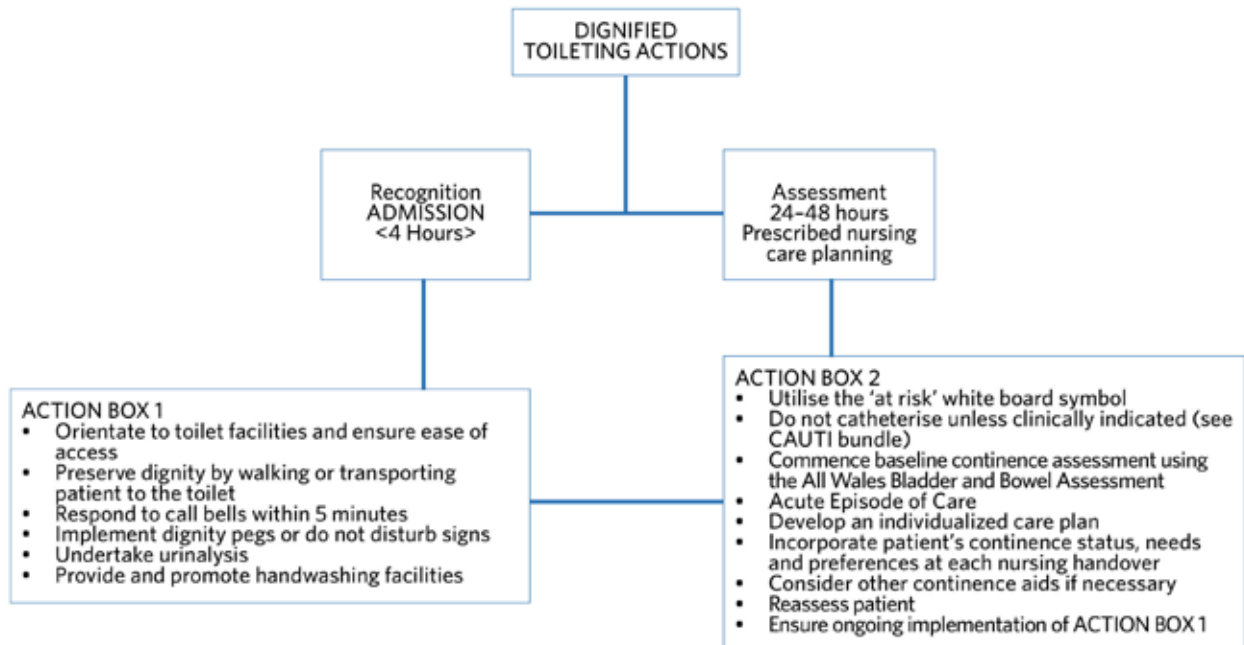 DIGNIFIED
TOILETING ACTIONS
Recognition
ADMISSION
<4 Hours>
Assessment
24–48 hours
Prescribed nursing
care planning
ACTION BOX 1
• Orientate to toilet facilities and ensure ease of
access
• Preserve dignity by walking or transporting
patient to the toilet
• Respond to call bells within 5 minutes
• Implement dignity pegs or do not disturb signs
• Undertake urinalysis
• Provide and promote handwashing facilities
ACTION BOX 2
• Utilise the ‘at risk’ white board symbol
• Do not catheterise unless clinically indicated (see
CAUTI bundle)
• Commence baseline continence assessment using
the All Wales Bladder and Bowel Assessment
• Acute Episode of Care
• Develop an individualized care plan
• Incorporate patient’s continence status, needs
and preferences at each nursing handover
• Consider other continence aids if necessary
• Reassess patient
• Ensure ongoing implementation of ACTION BOX 1